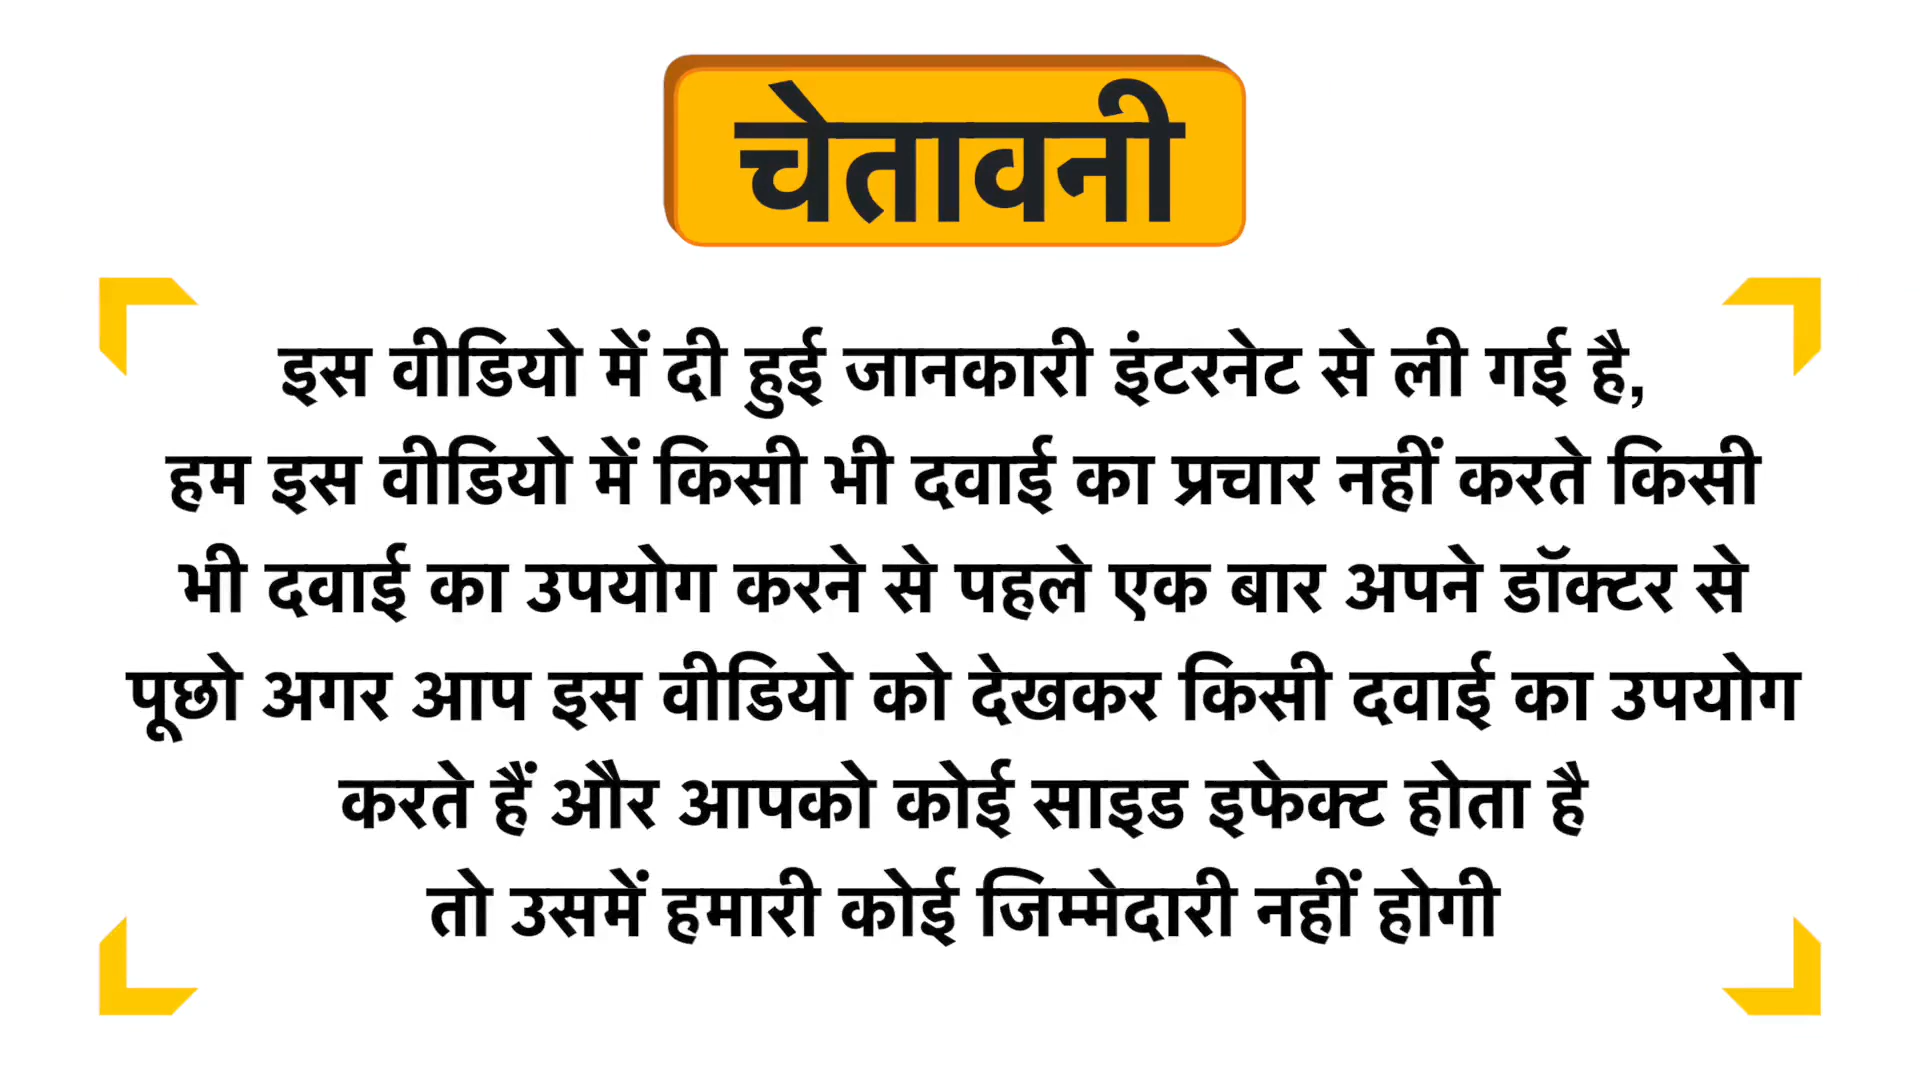 चेतावनी
इस वीडियो में दी हुई जानकारी इंटरनेट से ली गई है,
हम इस वीडियो में किसी भी दवाई का प्रचार नहीं करते किसी
भी दवाई का उपयोग करने से पहले एक बार अपने डॉक्टर से
पूछो अगर आप इस वीडियो को देखकर किसी दवाई का उपयोग
करते हैं और आपको कोई साइड इफेक्ट होता है
तो उसमें हमारी कोई जिम्मेदारी नहीं होगी